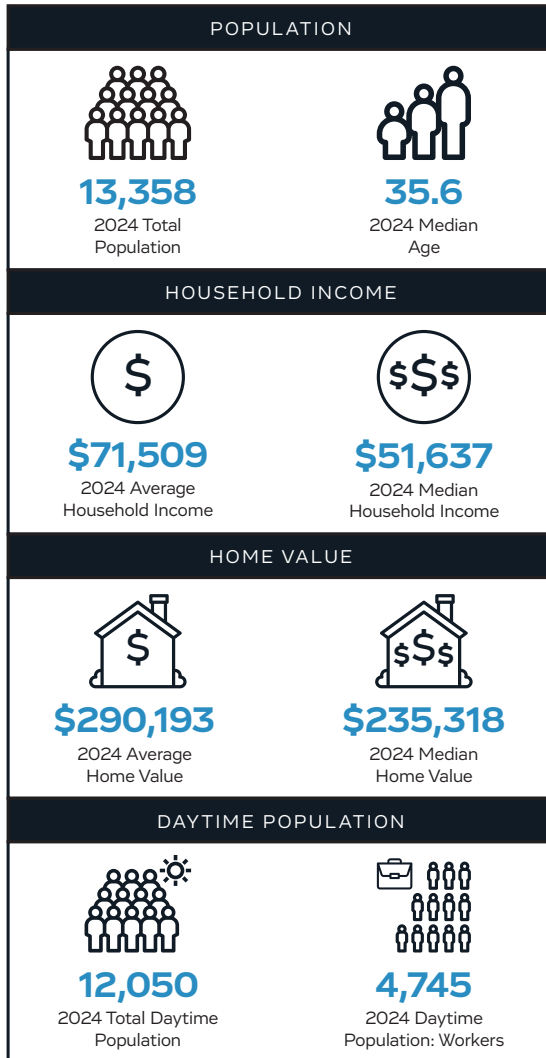 POPULATION
13,358
2024 Total
Population
35.6
2024 Median
Age
HOUSEHOLD INCOME
$
$71,509
2024 Average
Household Income
$$$
$51,637
2024 Median
Household Income
HOME VALUE
$
$290,193
2024 Average
Home Value
$$$
$235,318
2024 Median
Home Value
DAYTIME POPULATION
12,050
2024 Total Daytime
Population
4,745
2024 Daytime
Population: Workers